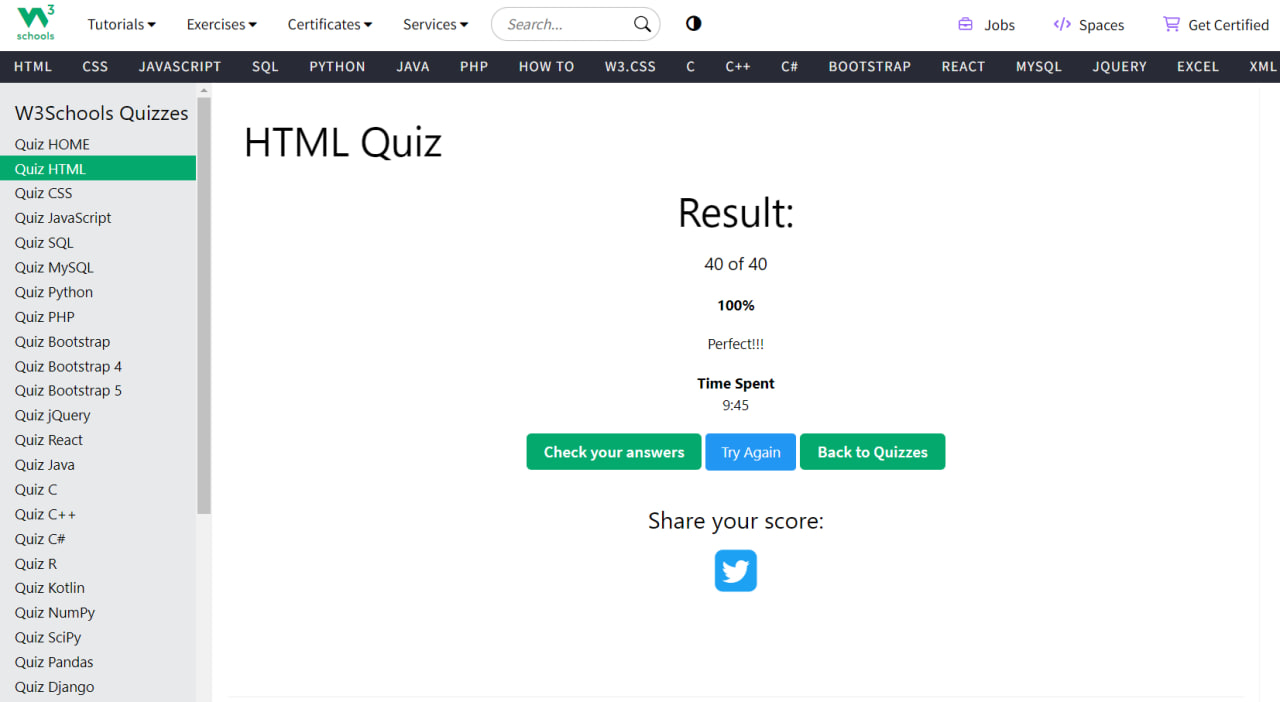 W3
schools
Tutorials Exercises Certificates Services Search... Jobs Spaces Get Certified
HTML CSS JAVASCRIPT SQL PYTHON JAVA PHP HOW TO W3.CSS C C++ C# BOOTSTRAP REACT MYSQL JQUERY EXCEL XML
W3Schools Quizzes
Quiz HOME
Quiz HTML
Quiz CSS
Quiz JavaScript
Quiz SQL
Quiz MySQL
Quiz Python
Quiz PHP
Quiz Bootstrap
Quiz Bootstrap 4
Quiz Bootstrap 5
Quiz jQuery
Quiz React
Quiz Java
Quiz C
Quiz C++
Quiz C#
Quiz R
Quiz Kotlin
Quiz NumPy
Quiz SciPy
Quiz Pandas
Quiz Django
HTML Quiz
Result:
40 of 40
100%
Perfect!!!
Time Spent
9:45
Check your answers Try Again Back to Quizzes
Share your score: